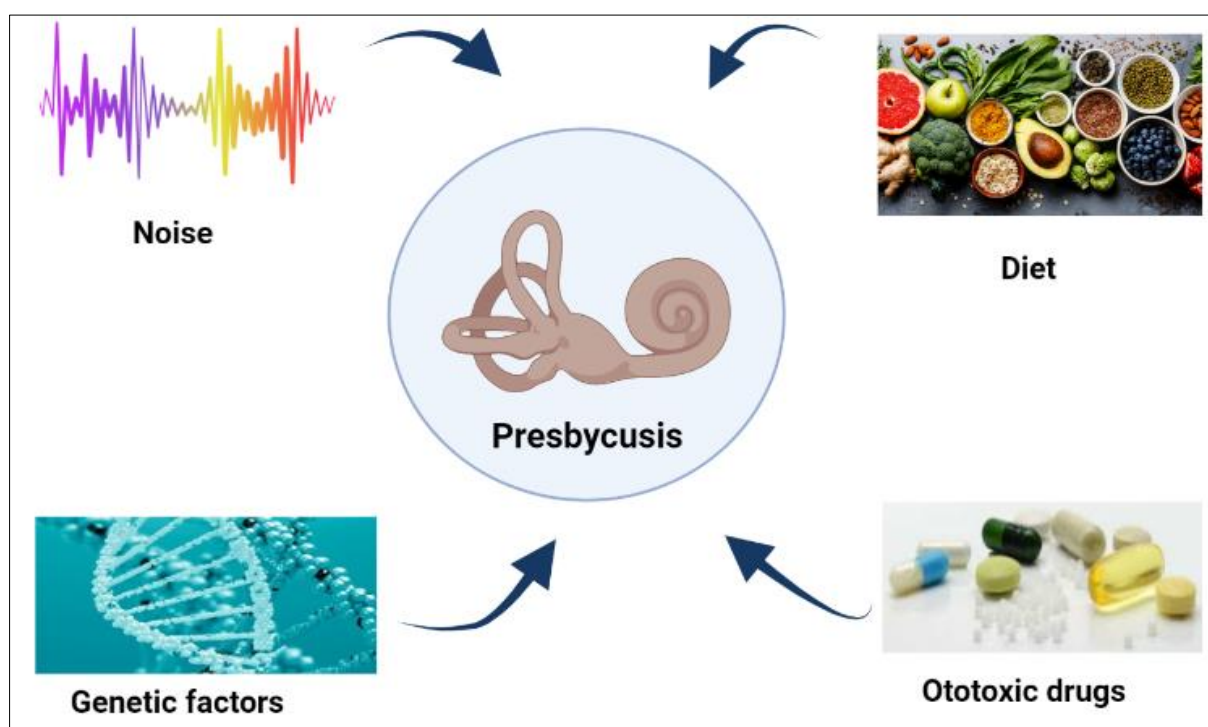 Noise
Diet
Presbycusis
Genetic factors
Ototoxic drugs